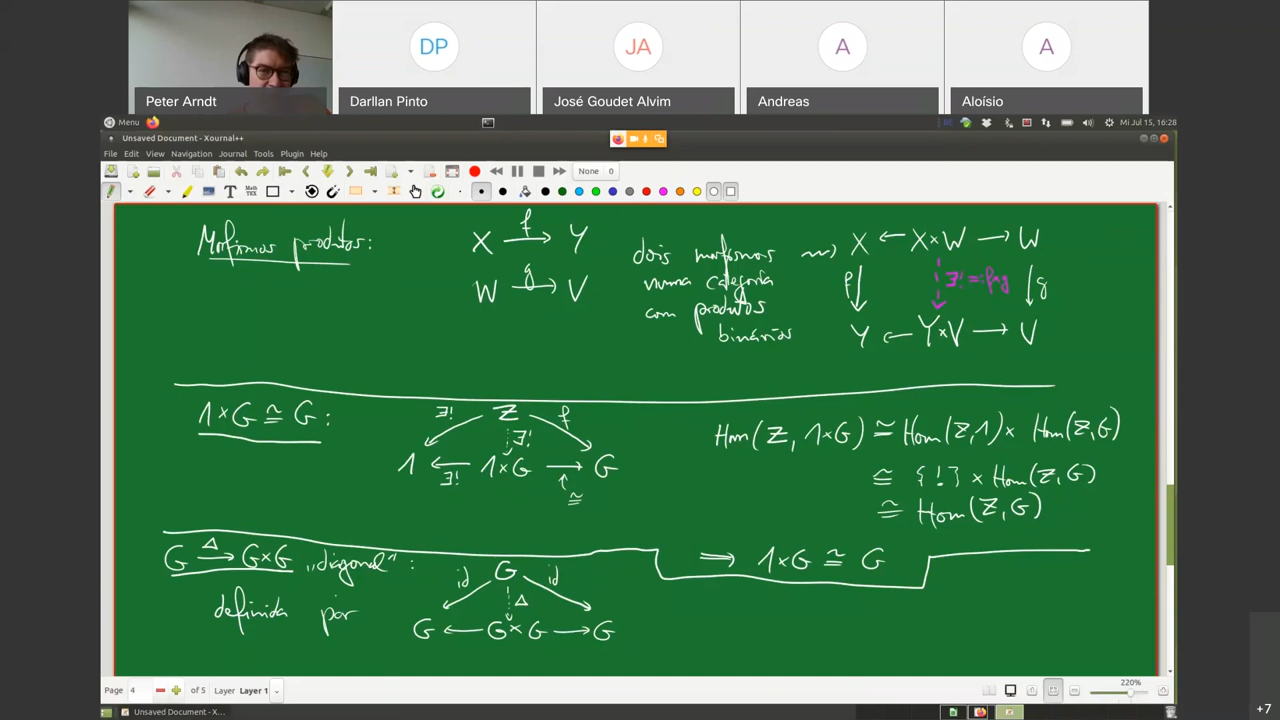 DP
JA
A
A
Peter Arndt
Darllan Pinto
José Goudet Alvim
Andreas
Aloísio
Menu
Mi Jul 15, 16:28
Unsaved Document - Xournal++
File Edit View Navigation Journal Tools Plugin Help
None 0
Morfismos produtos:
X →f Y
W →g V
dois morfismos
numa categoria
com produtos
binários
X ← X×W → W
f ∃! =: f×g g
Y ← Y×V → V
1×G ≅ G:
∃! Z f
∃!
1 ← 1×G → G
∃! ≅
Hom(Z, 1×G) ≅ Hom(Z,1) × Hom(Z,G)
≅ {!} × Hom(Z,G)
≅ Hom(Z,G)
⟹ 1×G ≅ G
G →Δ G×G „diagonal":
definida por
id G id
Δ
G ← G×G → G
Page 4 of 5 Layer Layer 1
220%
Unsaved Document - X...
+7